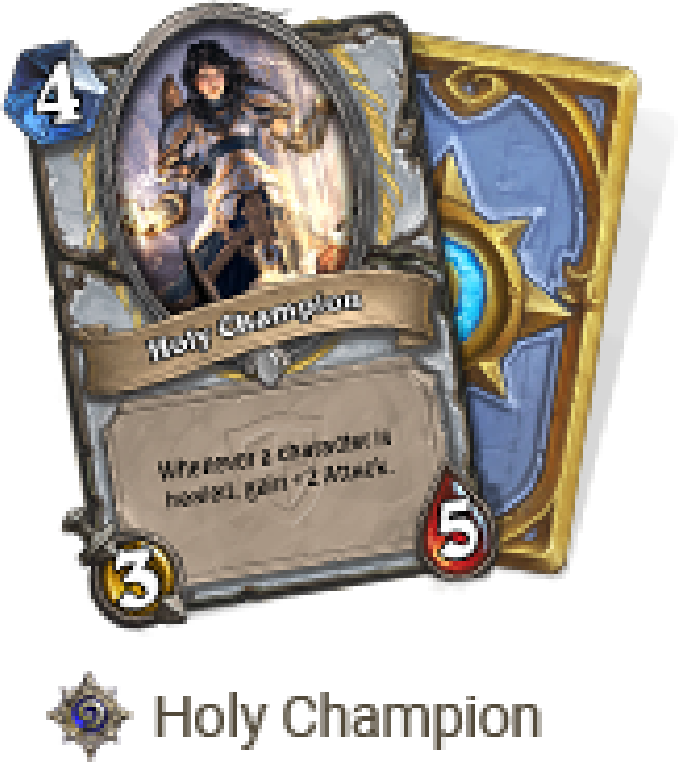 4
Holy Champion
Whenever a character is
healed, gain +2 Attack.
3
5
Holy Champion